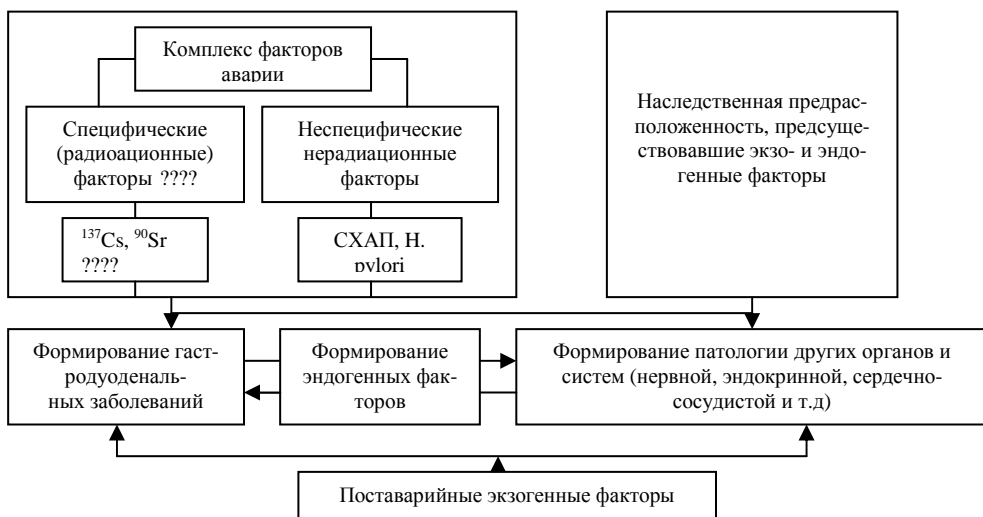 Комплекс факторов
аварии
Специфические
(радиоационные)
факторы ????
Неспецифические
нерадиационные
факторы
Наследственная предрас-
положенность, предсуще-
ствовавшие экзо- и эндо-
генные факторы
¹³⁷Cs, ⁹⁰Sr
????
СХАП, H.
pylori
Формирование гаст-
родуоденаль-
ных заболеваний
Формирование
эндогенных фак-
торов
Формирование патологии других органов и
систем (нервной, эндокринной, сердечно-
сосудистой и т.д)
Поставарийные экзогенные факторы